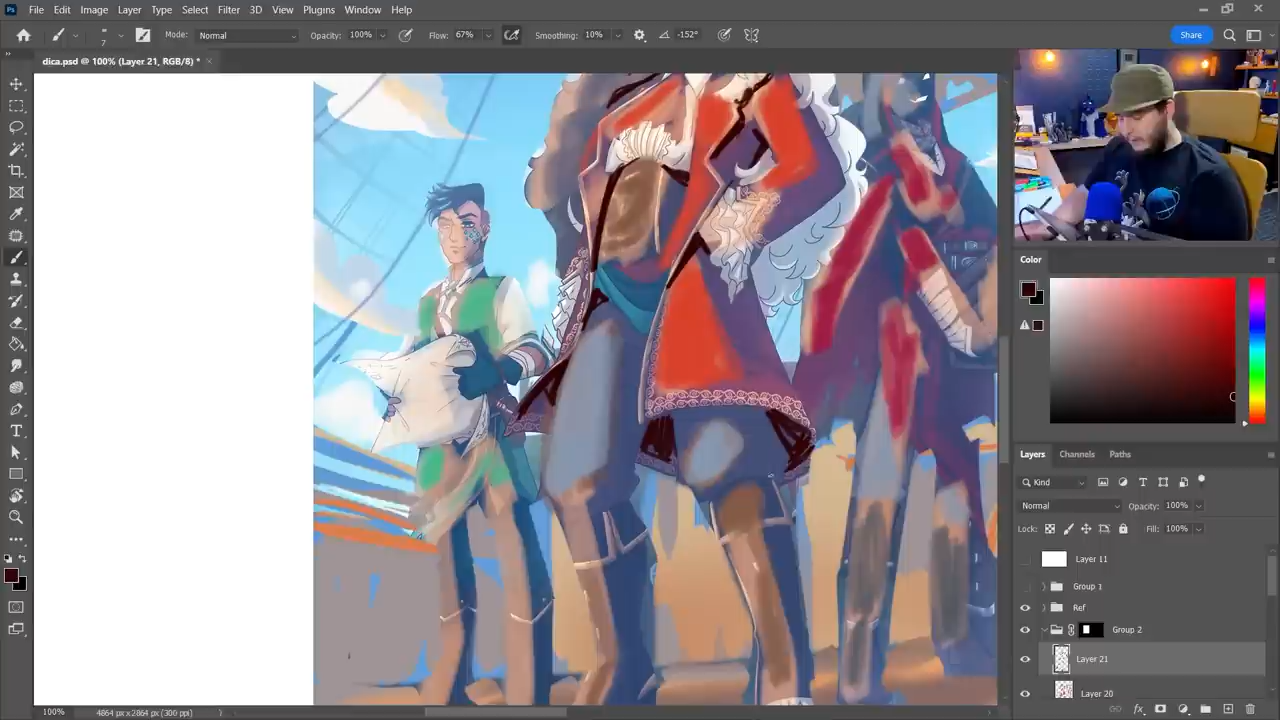 Ps File Edit Image Layer Type Select Filter 3D View Plugins Window Help
7 Mode: Normal Opacity: 100% Flow: 67% Smoothing: 10% -152° Share
dica.psd @ 100% (Layer 21, RGB/8) *
Color
Layers Channels Paths
Kind
Normal Opacity: 100%
Lock: Fill: 100%
Layer 11
Group 1
Ref
Group 2
Layer 21
Layer 20
100% 4864 px x 2864 px (300 ppi)